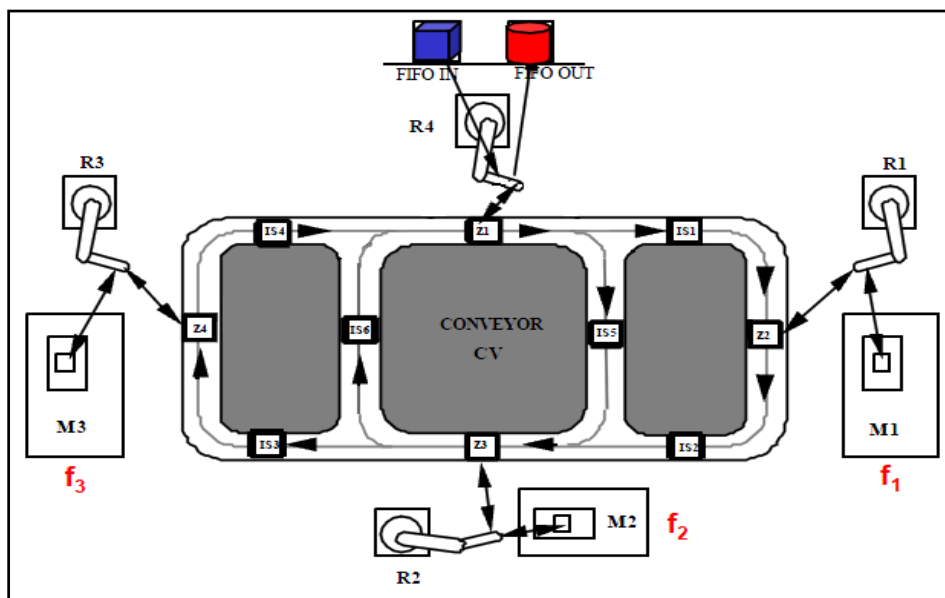 FIFO IN
FIFO OUT
R4
R3
R1
IS4
Z1
IS1
Z4
IS6
CONVEYOR
CV
IS5
Z2
M3
M1
IS3
Z3
IS2
f3
f1
M2
f2
R2